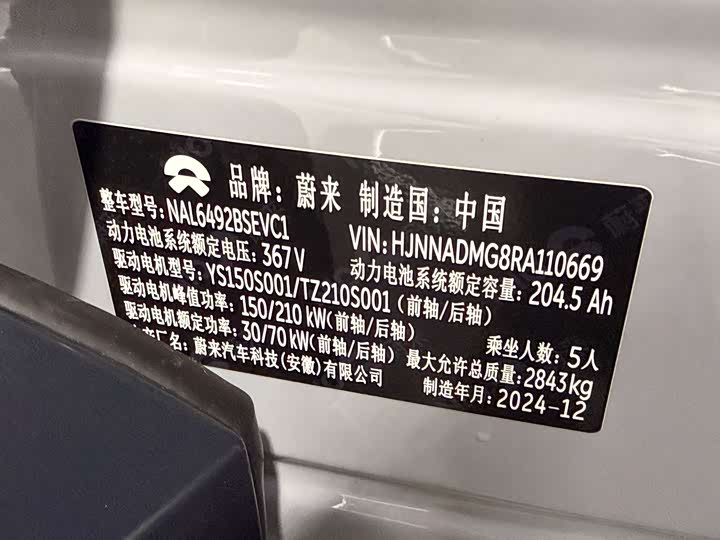 品牌：蔚来 制造国：中国
整车型号：NAL6492BSEVC1 VIN：HJNNADMG8RA110669
动力电池系统额定电压：367V 动力电池系统额定容量：204.5 Ah
驱动电机型号：YS150S001/TZ210S001（前轴/后轴）
驱动电机峰值功率：150/210 kW（前轴/后轴） 乘坐人数：5人
驱动电机额定功率：30/70 kW（前轴/后轴） 最大允许总质量：2843kg
产厂名：蔚来汽车科技（安徽）有限公司 制造年月：2024-12